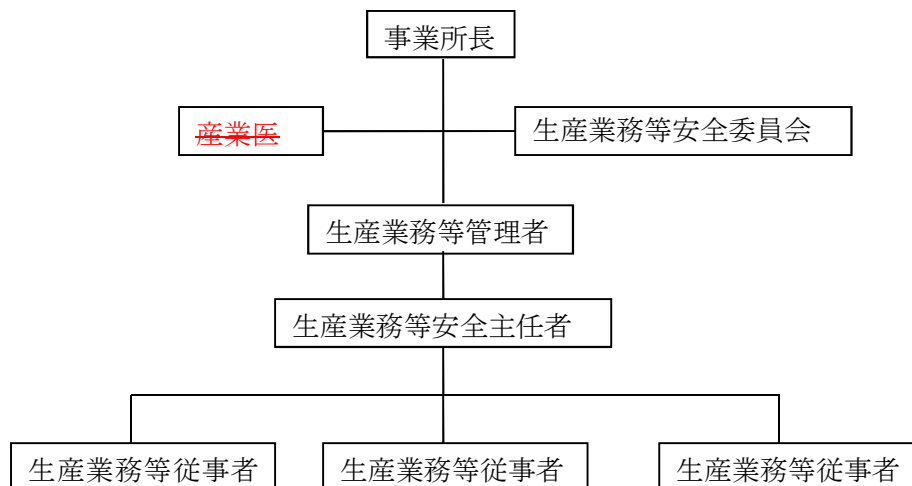 事業所長
産業医
生産業務等安全委員会
生産業務等管理者
生産業務等安全主任者
生産業務等従事者
生産業務等従事者
生産業務等従事者